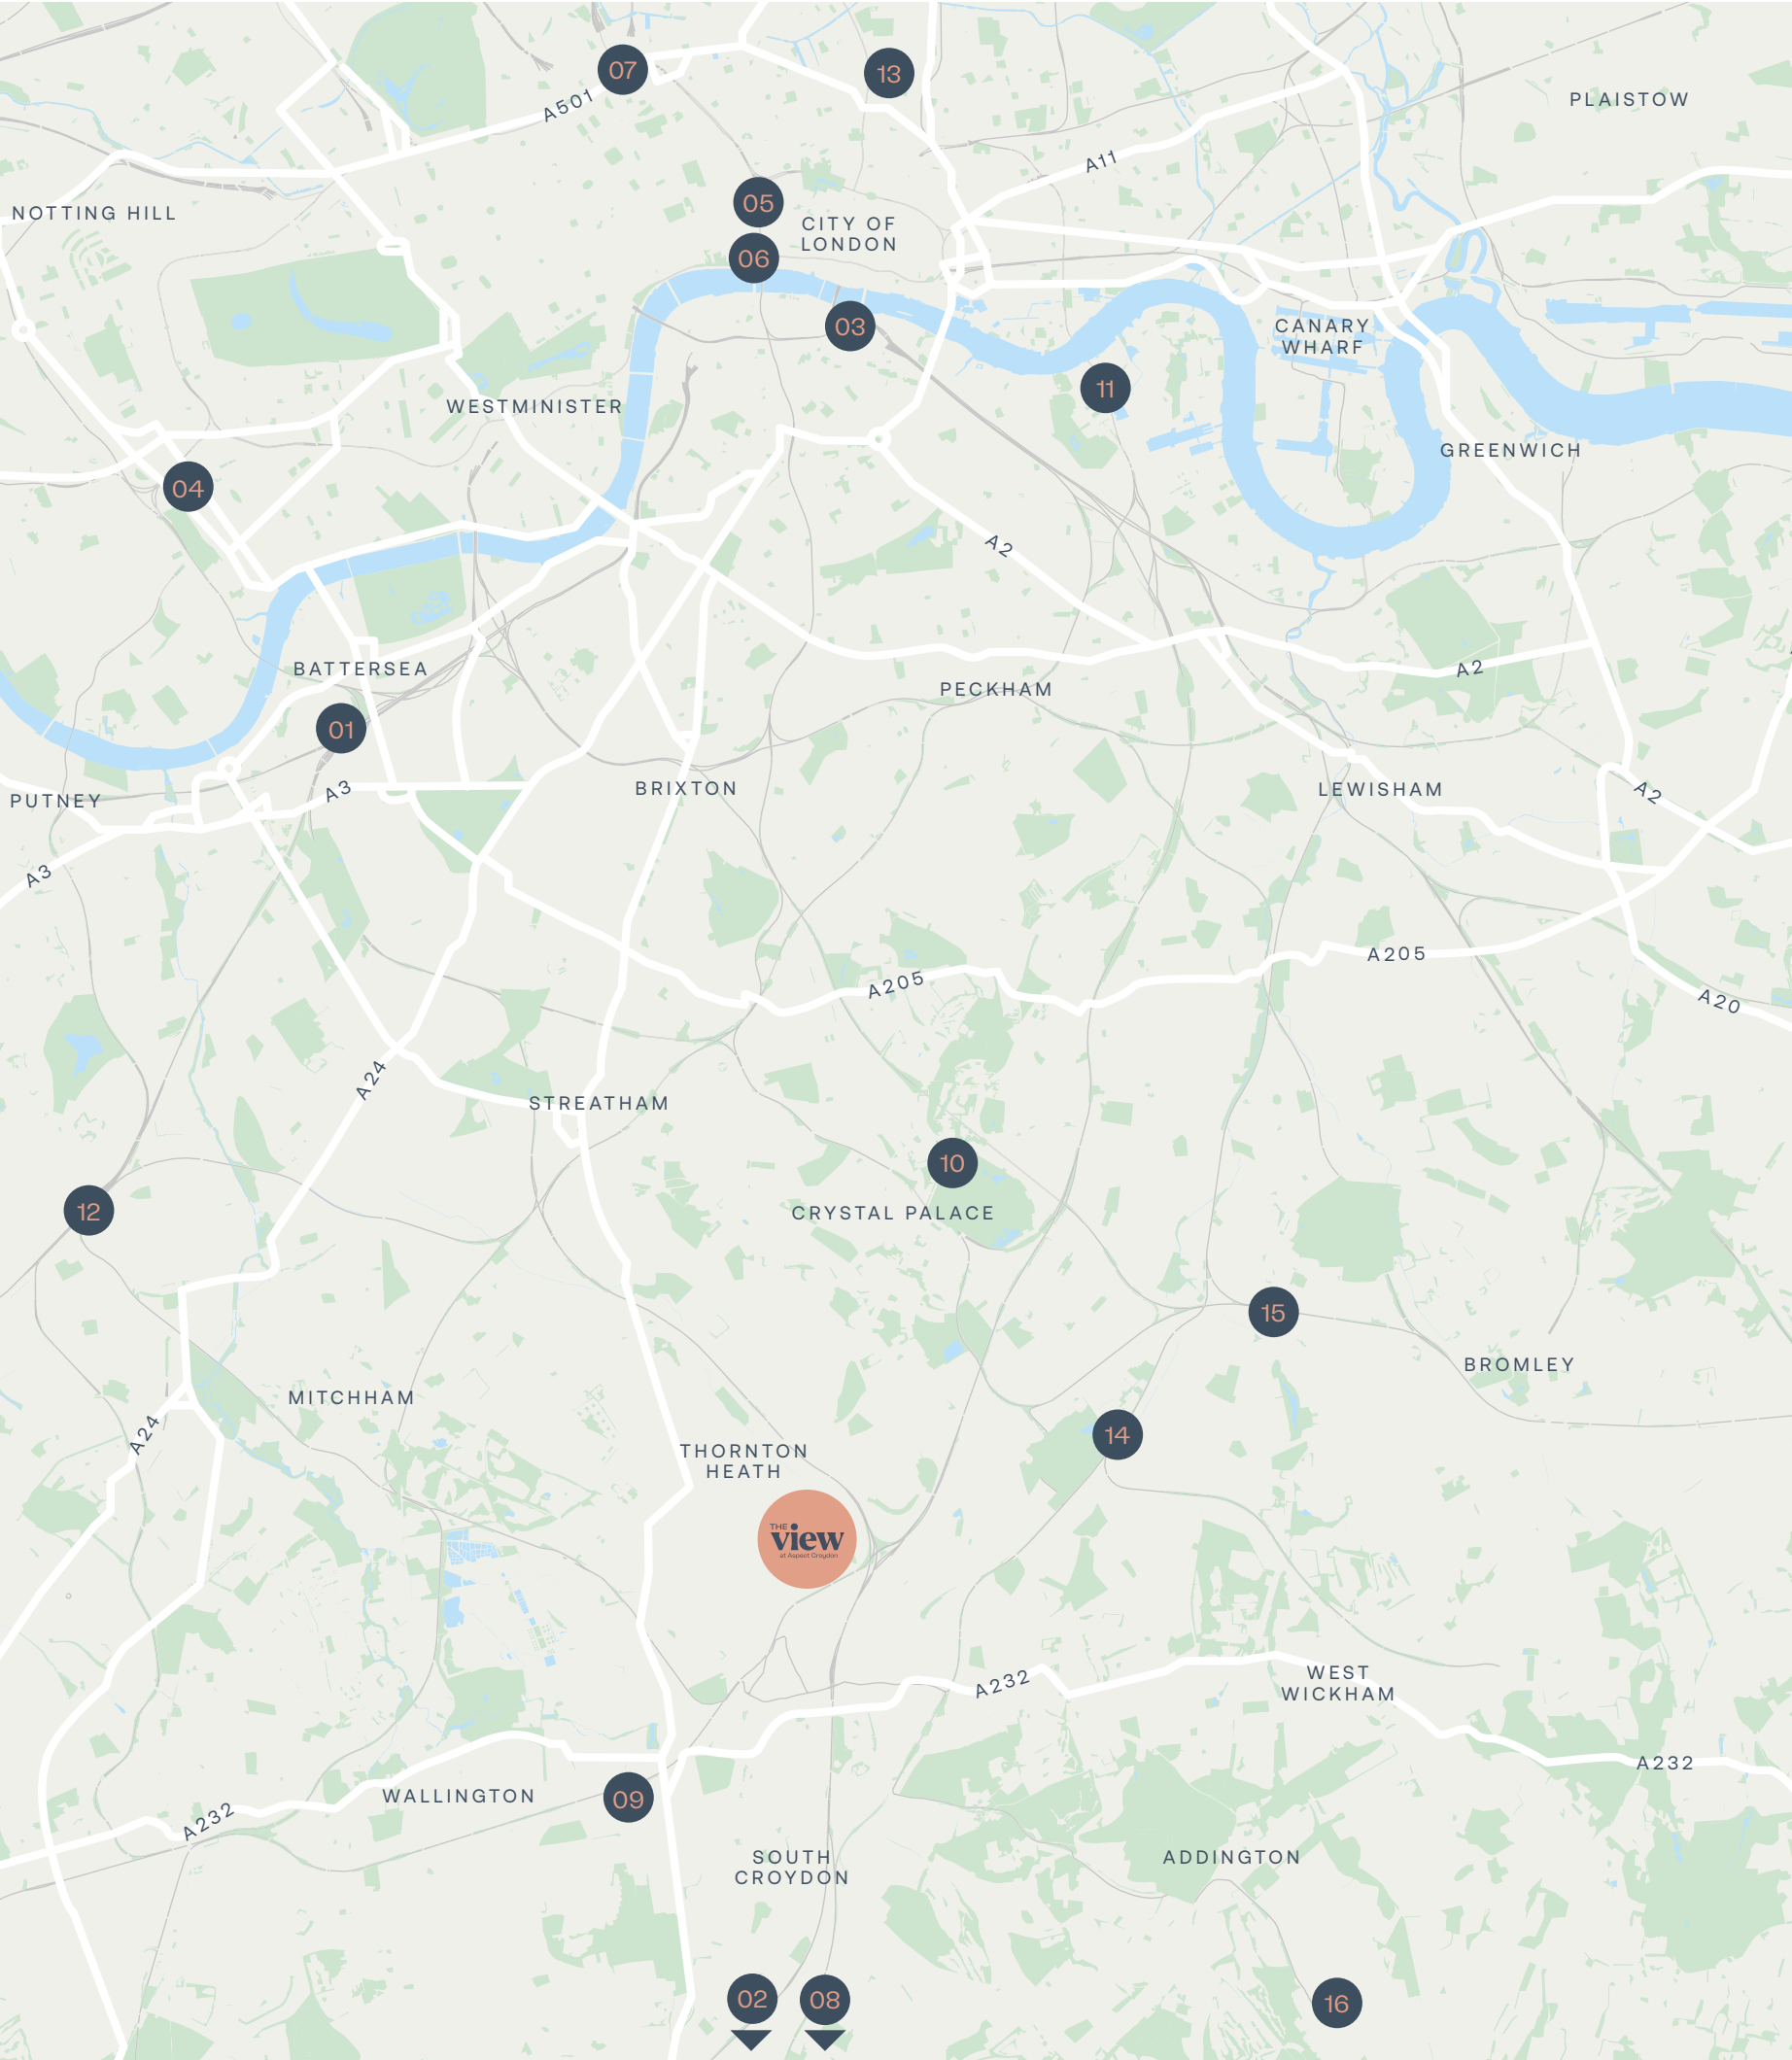 07
13
PLAISTOW
A501
A11
05
NOTTING HILL
CITY OF
LONDON
06
03
CANARY
WHARF
11
WESTMINISTER
GREENWICH
04
A2
BATTERSEA
A2
PECKHAM
01
A3
BRIXTON
LEWISHAM
A2
PUTNEY
A3
A205
A205
A20
A24
STREATHAM
10
12
CRYSTAL PALACE
15
BROMLEY
MITCHHAM
A24
14
THORNTON
HEATH
THE
view
at Aspect Croydon
A232
WEST
WICKHAM
A232
WALLINGTON
09
A232
SOUTH
CROYDON
ADDINGTON
02
08
16